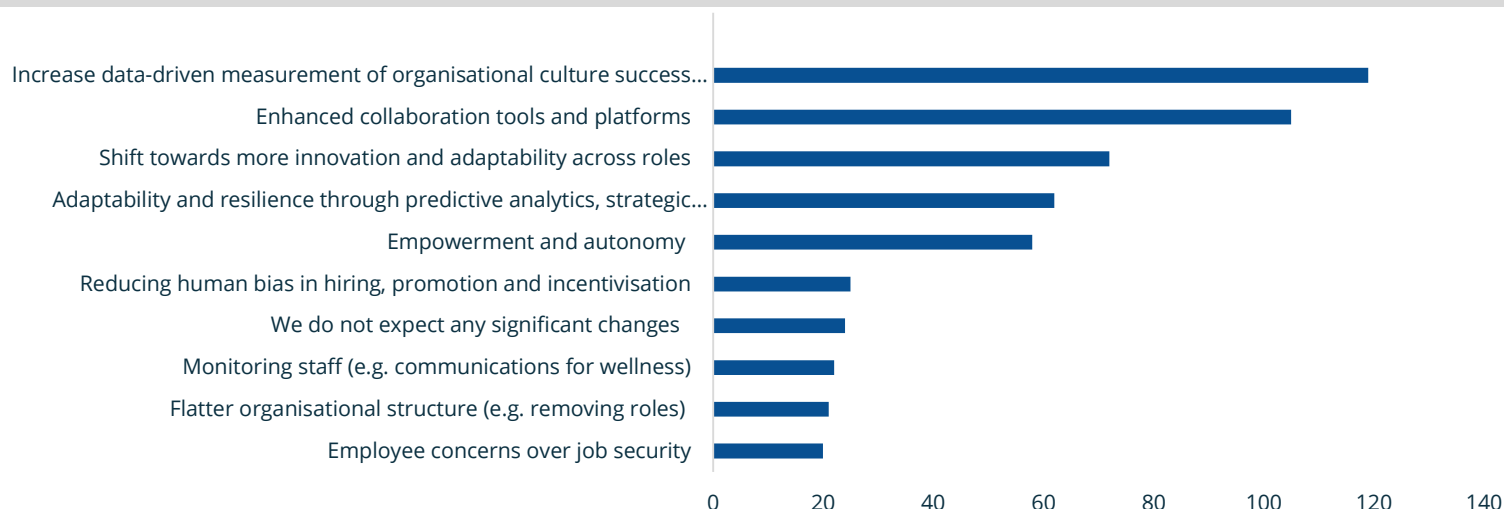 Increase data-driven measurement of organisational culture success...
Enhanced collaboration tools and platforms
Shift towards more innovation and adaptability across roles
Adaptability and resilience through predictive analytics, strategic...
Empowerment and autonomy
Reducing human bias in hiring, promotion and incentivisation
We do not expect any significant changes
Monitoring staff (e.g. communications for wellness)
Flatter organisational structure (e.g. removing roles)
Employee concerns over job security
0 20 40 60 80 100 120 140